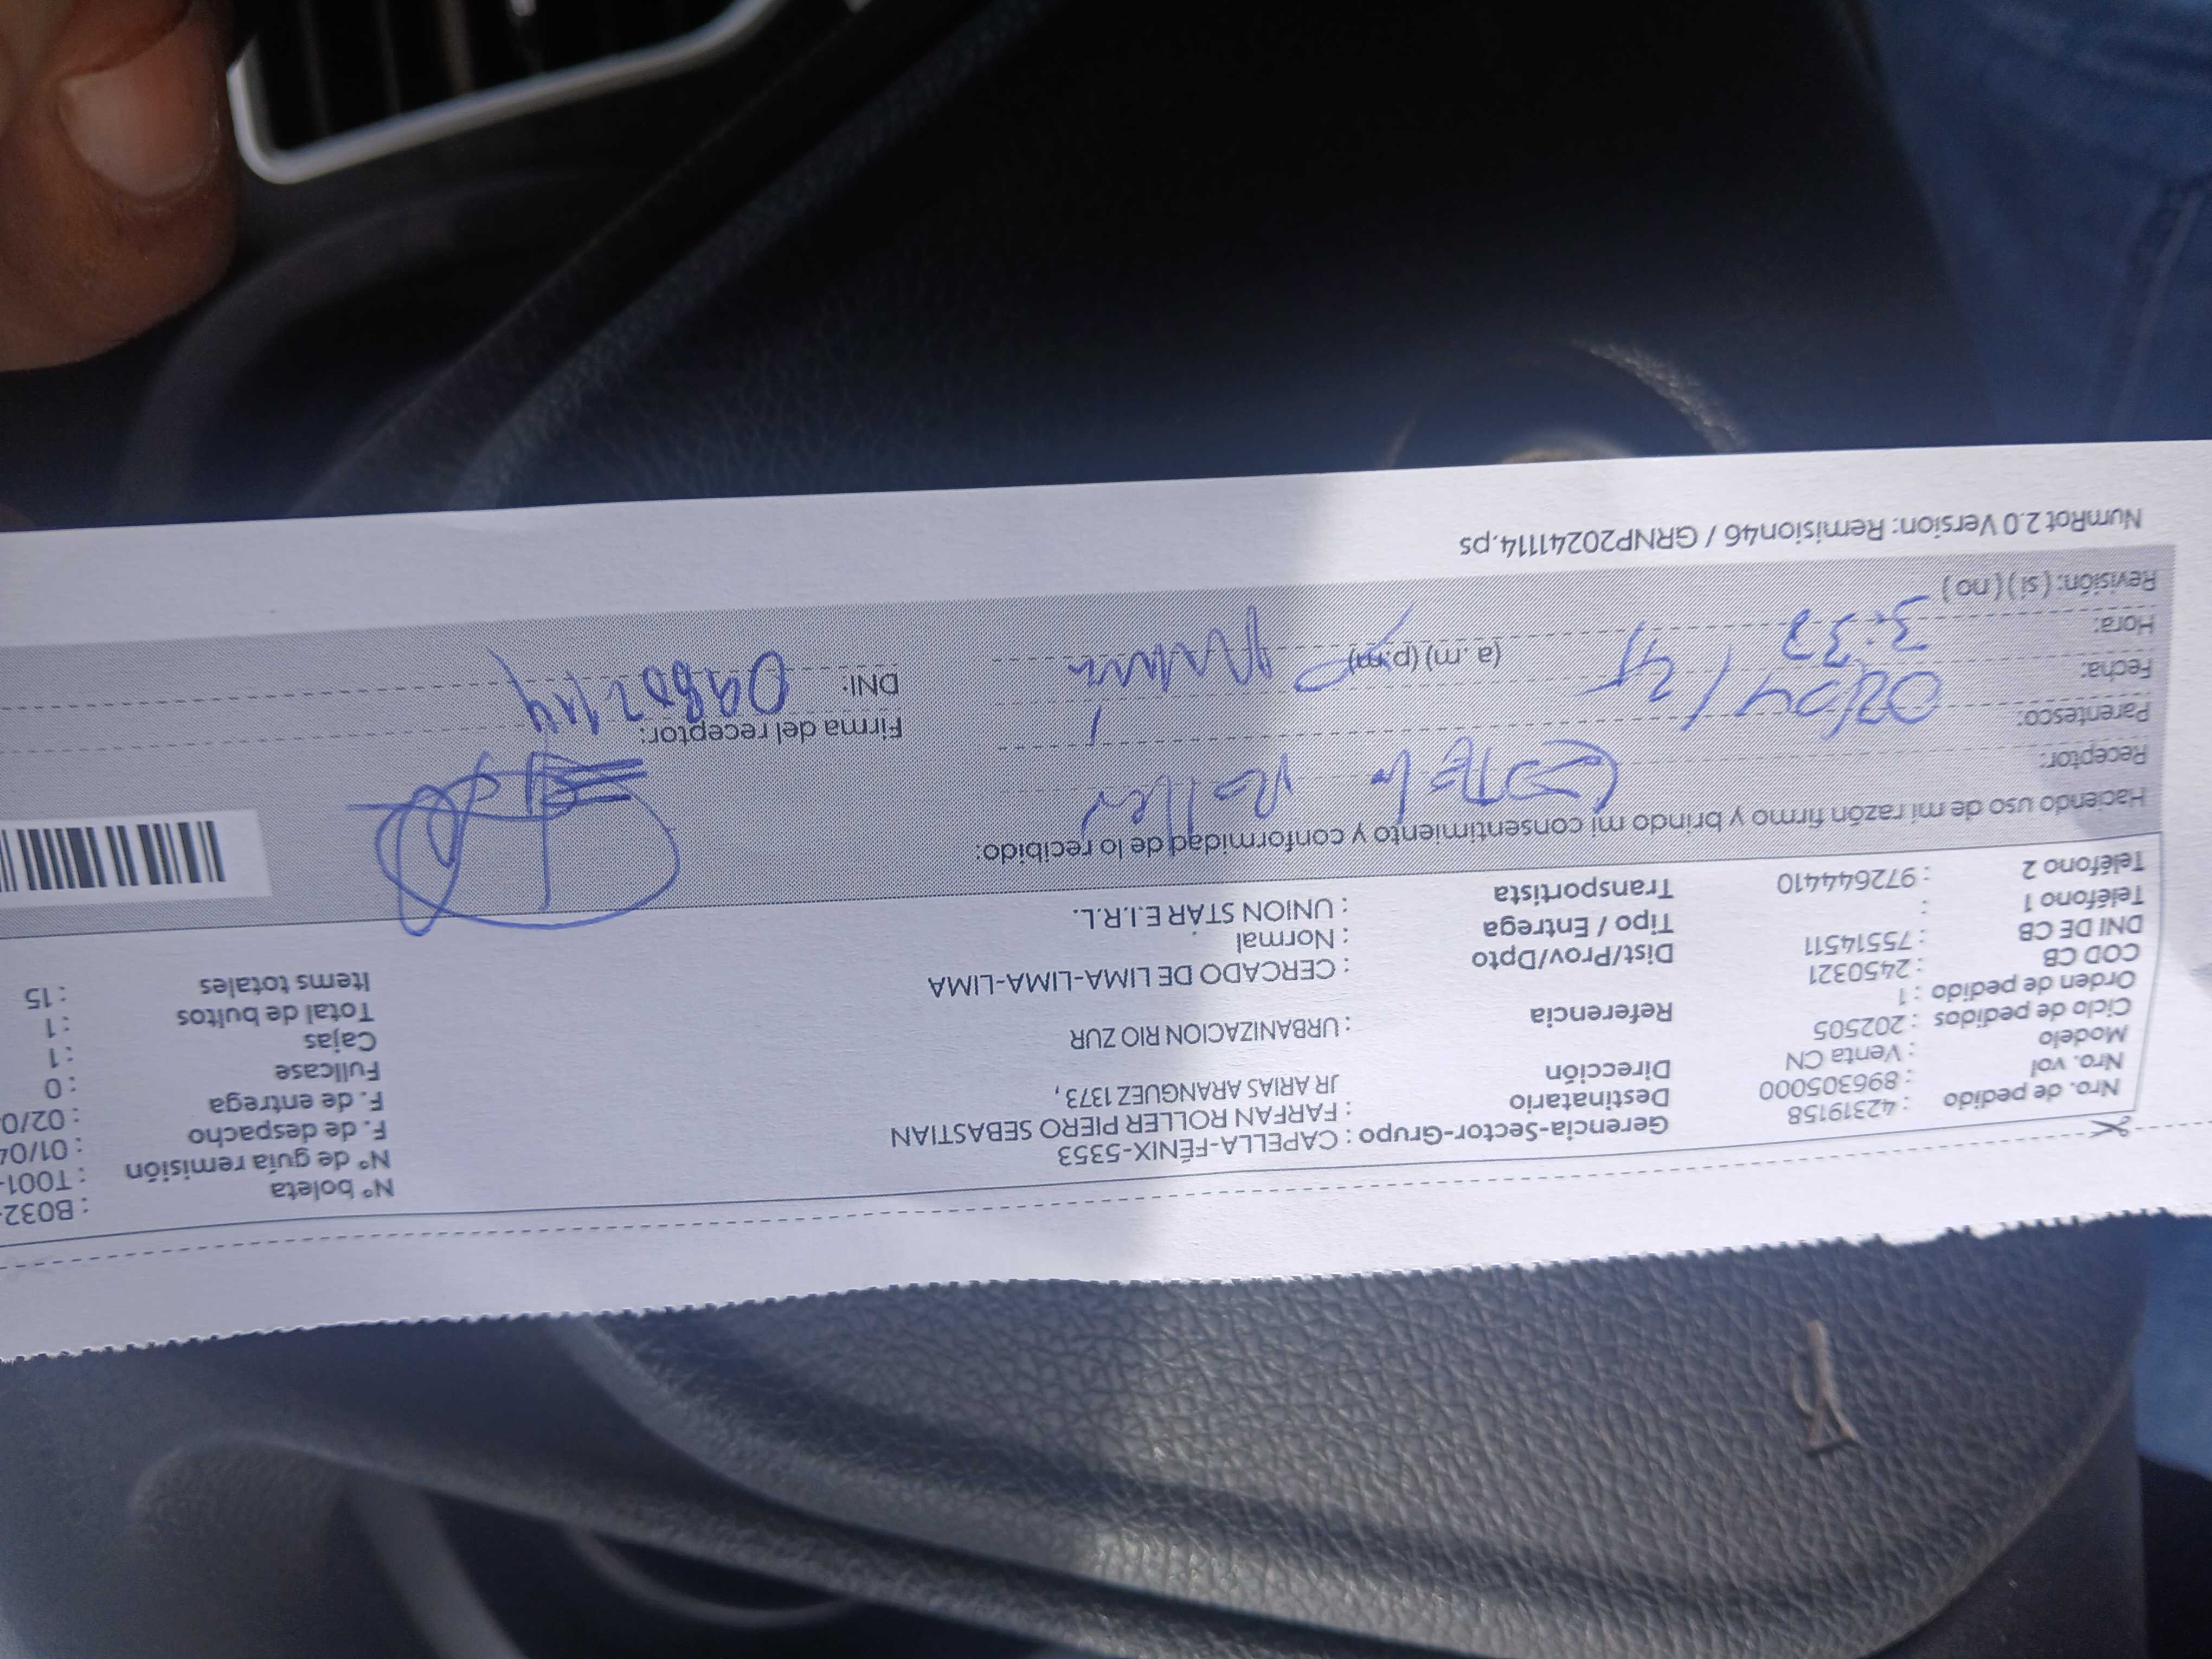 Nº boleta : B032-
Nº de guía remisión : T001-
F. de despacho : 01/04
F. de entrega : 02/0
Fullcase : 0
Cajas : 1
Total de bultos : 1
Items totales : 15
Gerencia-Sector-Grupo : CAPELLA-FÉNIX-5353
Destinatario : FARFAN ROLLER PIERO SEBASTIAN
Dirección JR ARIAS ARANGUEZ 1373,
Referencia : URBANIZACION RIO ZUR
Dist/Prov/Dpto : CERCADO DE LIMA-LIMA-LIMA
Tipo / Entrega : Normal
Transportista : UNION STAR E.I.R.L.
Nro. de pedido : 42319158
Nro. vol : 896305000
Modelo : Venta CN
Ciclo de pedidos : 202505
Orden de pedido : 1
COD CB : 2450321
DNI DE CB : 75514511
Teléfono 1 :
Teléfono 2 : 972644410
Haciendo uso de mi razón firmo y brindo mi consentimiento y conformidad de lo recibido:
Receptor: Roller
Parentesco:
Fecha:
Hora: 3:37 (a. m) (p.m)
Revisión: ( si ) ( no )
Firma del receptor:
DNI:
NumRot 2.0 Version: Remision46 / GRNP20241114.ps